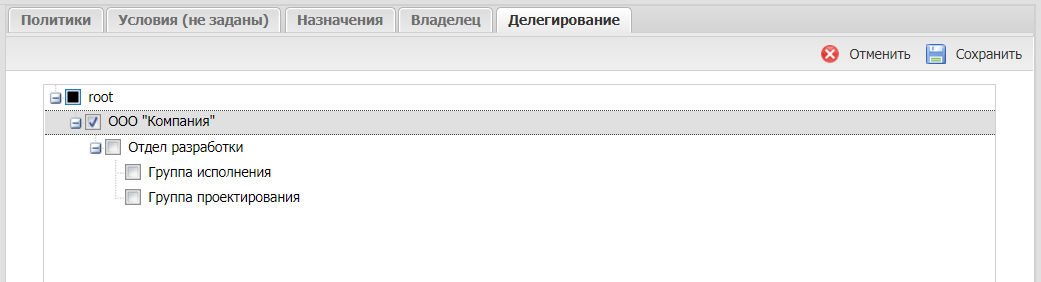 Политики Условия (не заданы) Назначения Владелец Делегирование
Отменить Сохранить
root
ООО "Компания"
Отдел разработки
Группа исполнения
Группа проектирования